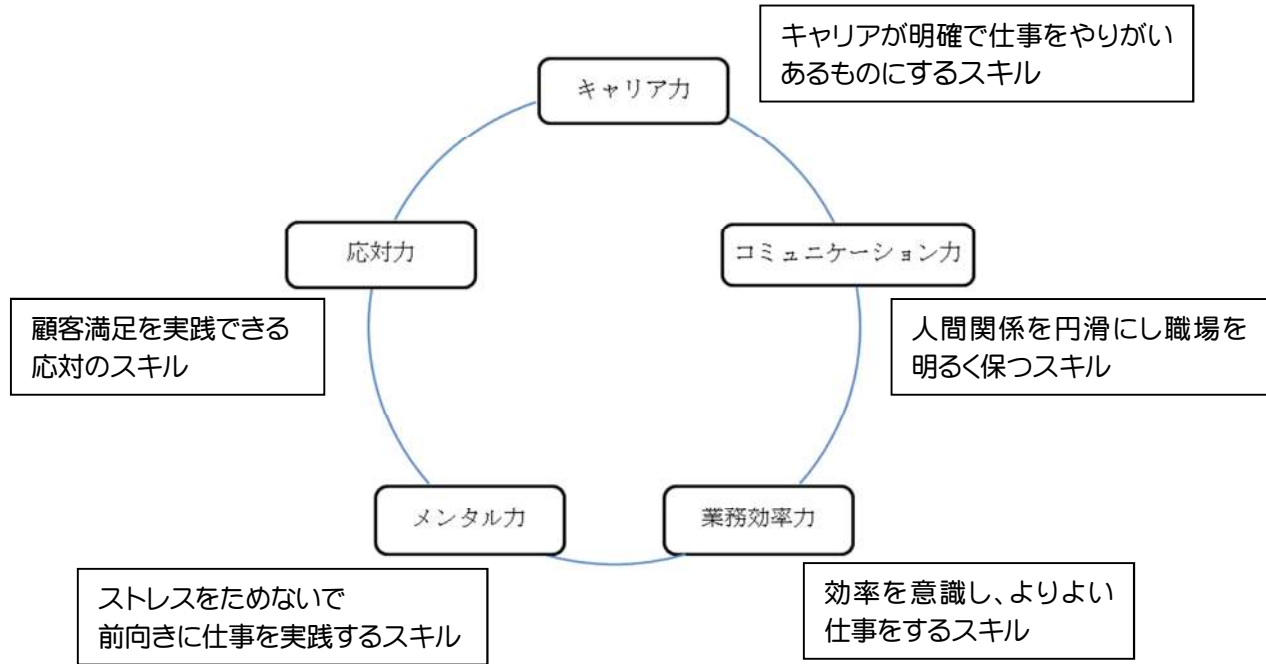 キャリアが明確で仕事をやりがい
あるものにするスキル
キャリア力
応対力
コミュニケーション力
顧客満足を実践できる
応対のスキル
人間関係を円滑にし職場を
明るく保つスキル
メンタル力
業務効率力
ストレスをためないで
前向きに仕事を実践するスキル
効率を意識し、よりよい
仕事をするスキル